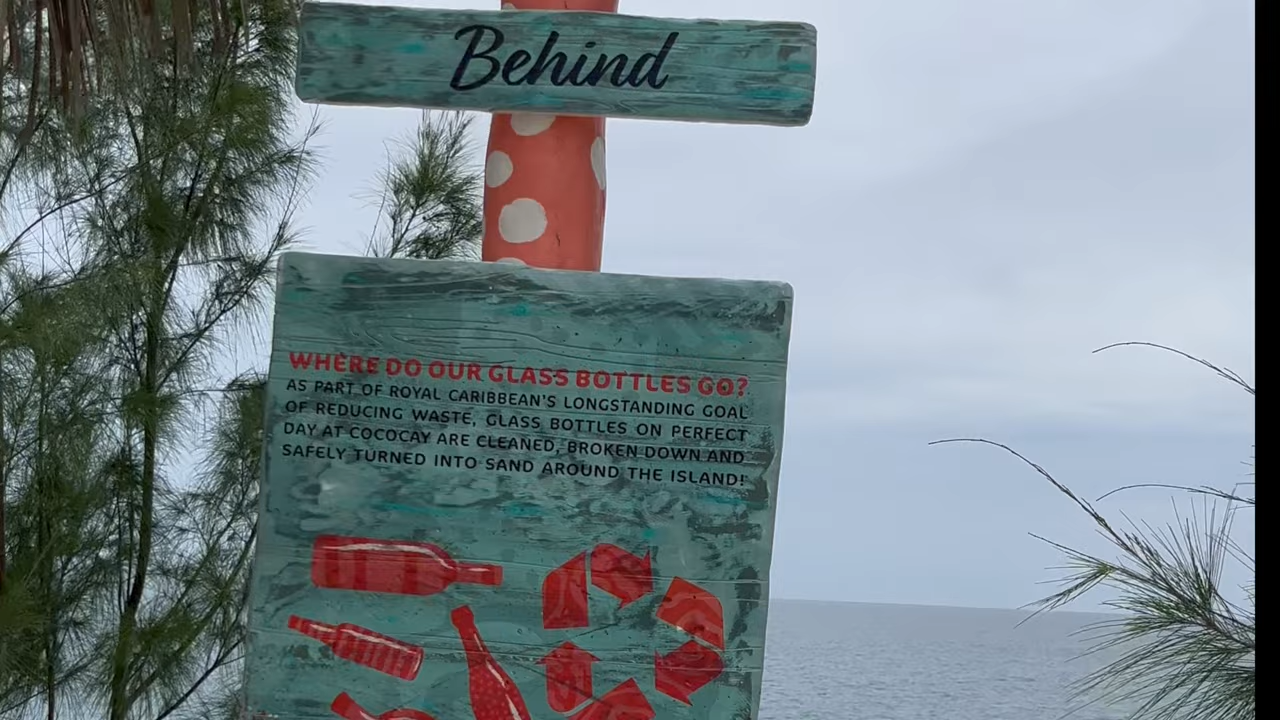 Behind
WHERE DO OUR GLASS BOTTLES GO?
AS PART OF ROYAL CARIBBEAN'S LONGSTANDING GOAL
OF REDUCING WASTE, GLASS BOTTLES ON PERFECT
DAY AT COCOCAY ARE CLEANED, BROKEN DOWN AND
SAFELY TURNED INTO SAND AROUND THE ISLAND!